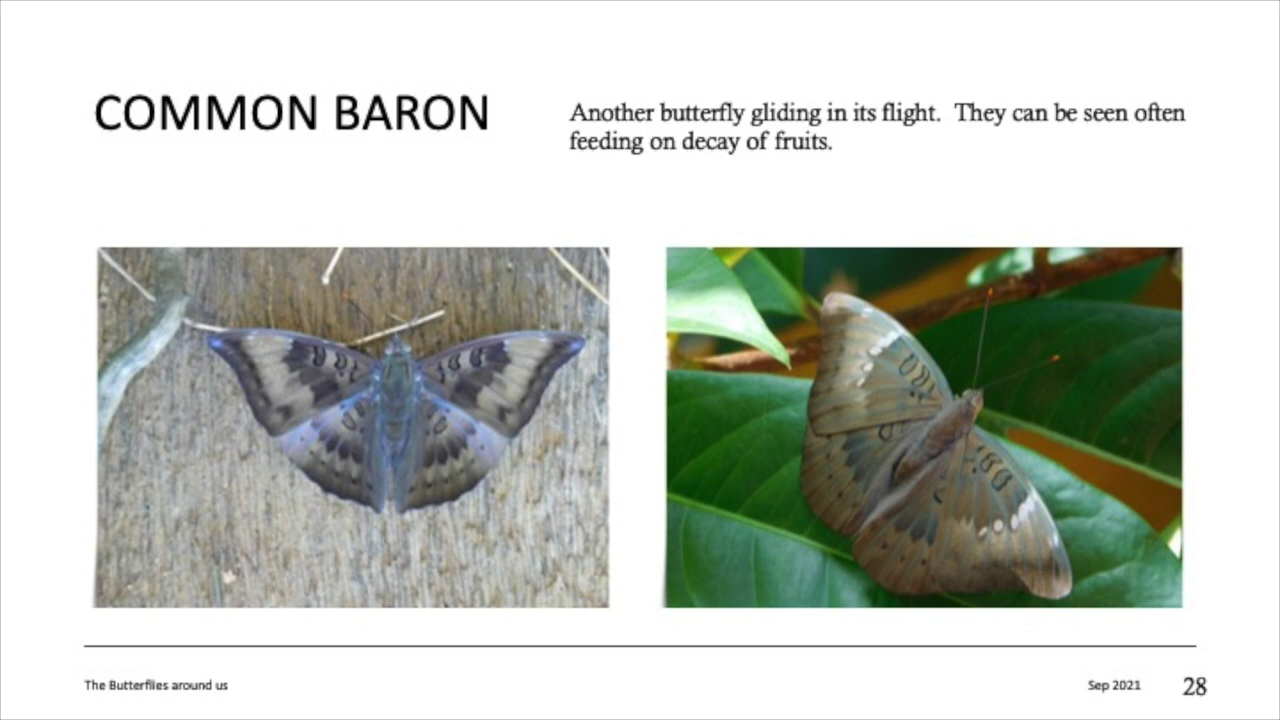 COMMON BARON
Another butterfly gliding in its flight.  They can be seen often
feeding on decay of fruits.
The Butterflies around us
Sep 2021
28